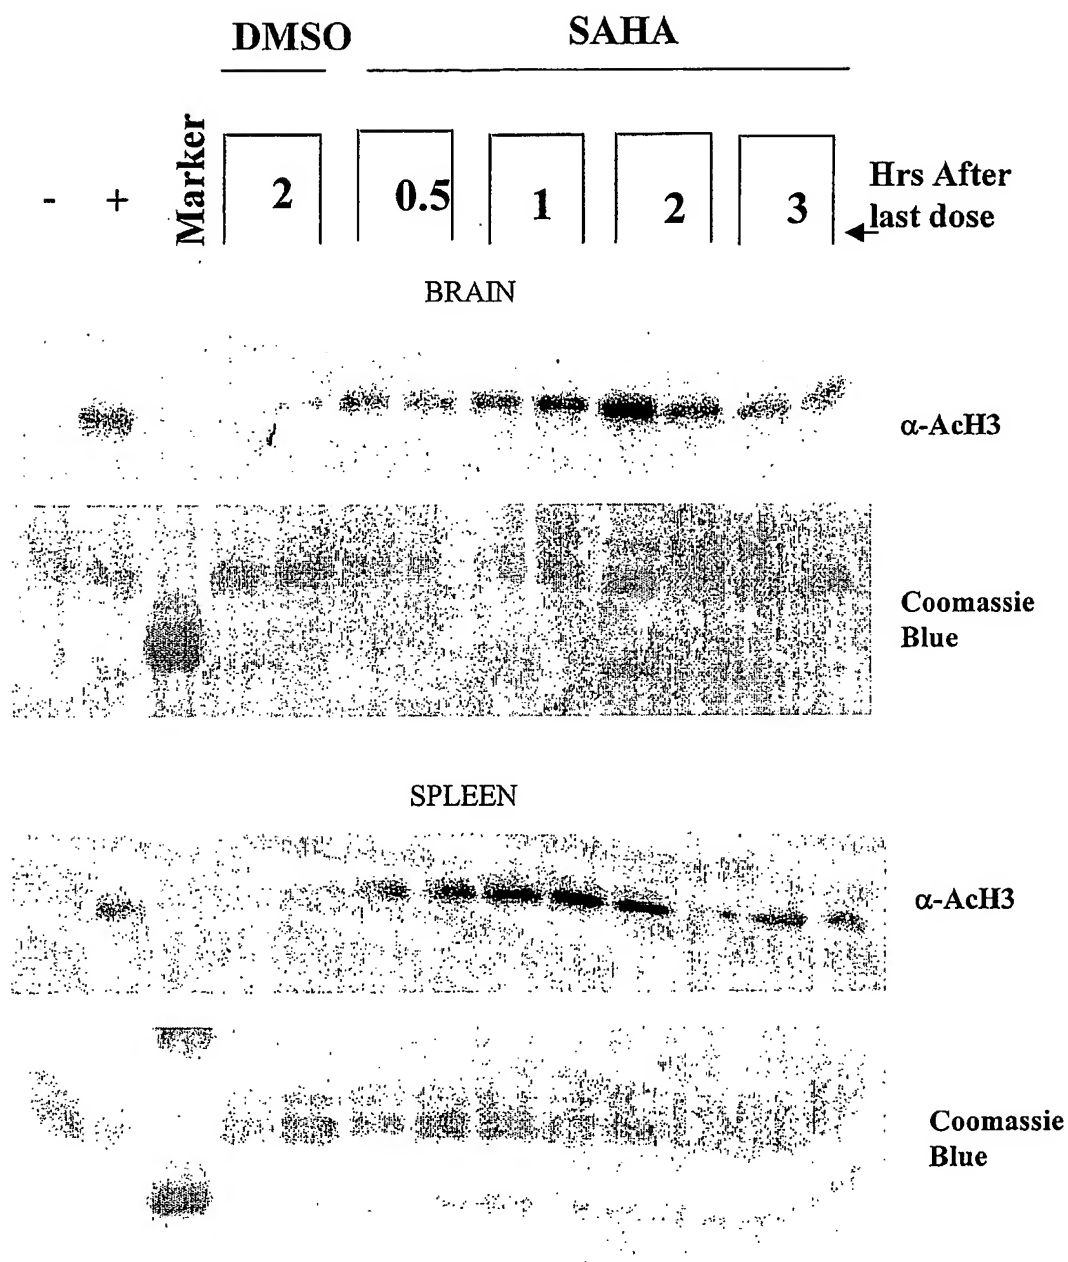 DMSO SAHA
- + Marker 2 0.5 1 2 3 Hrs After
last dose
BRAIN
α-AcH3
Coomassie
Blue
SPLEEN
α-AcH3
Coomassie
Blue